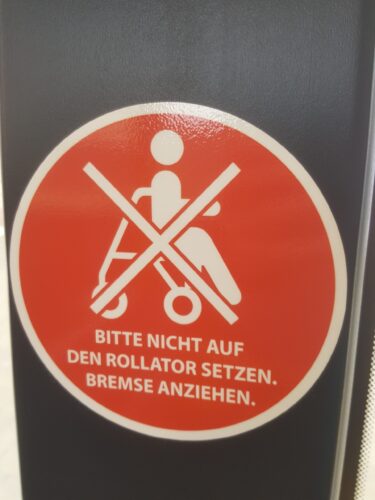 BITTE NICHT AUF
DEN ROLLATOR SETZEN.
BREMSE ANZIEHEN.